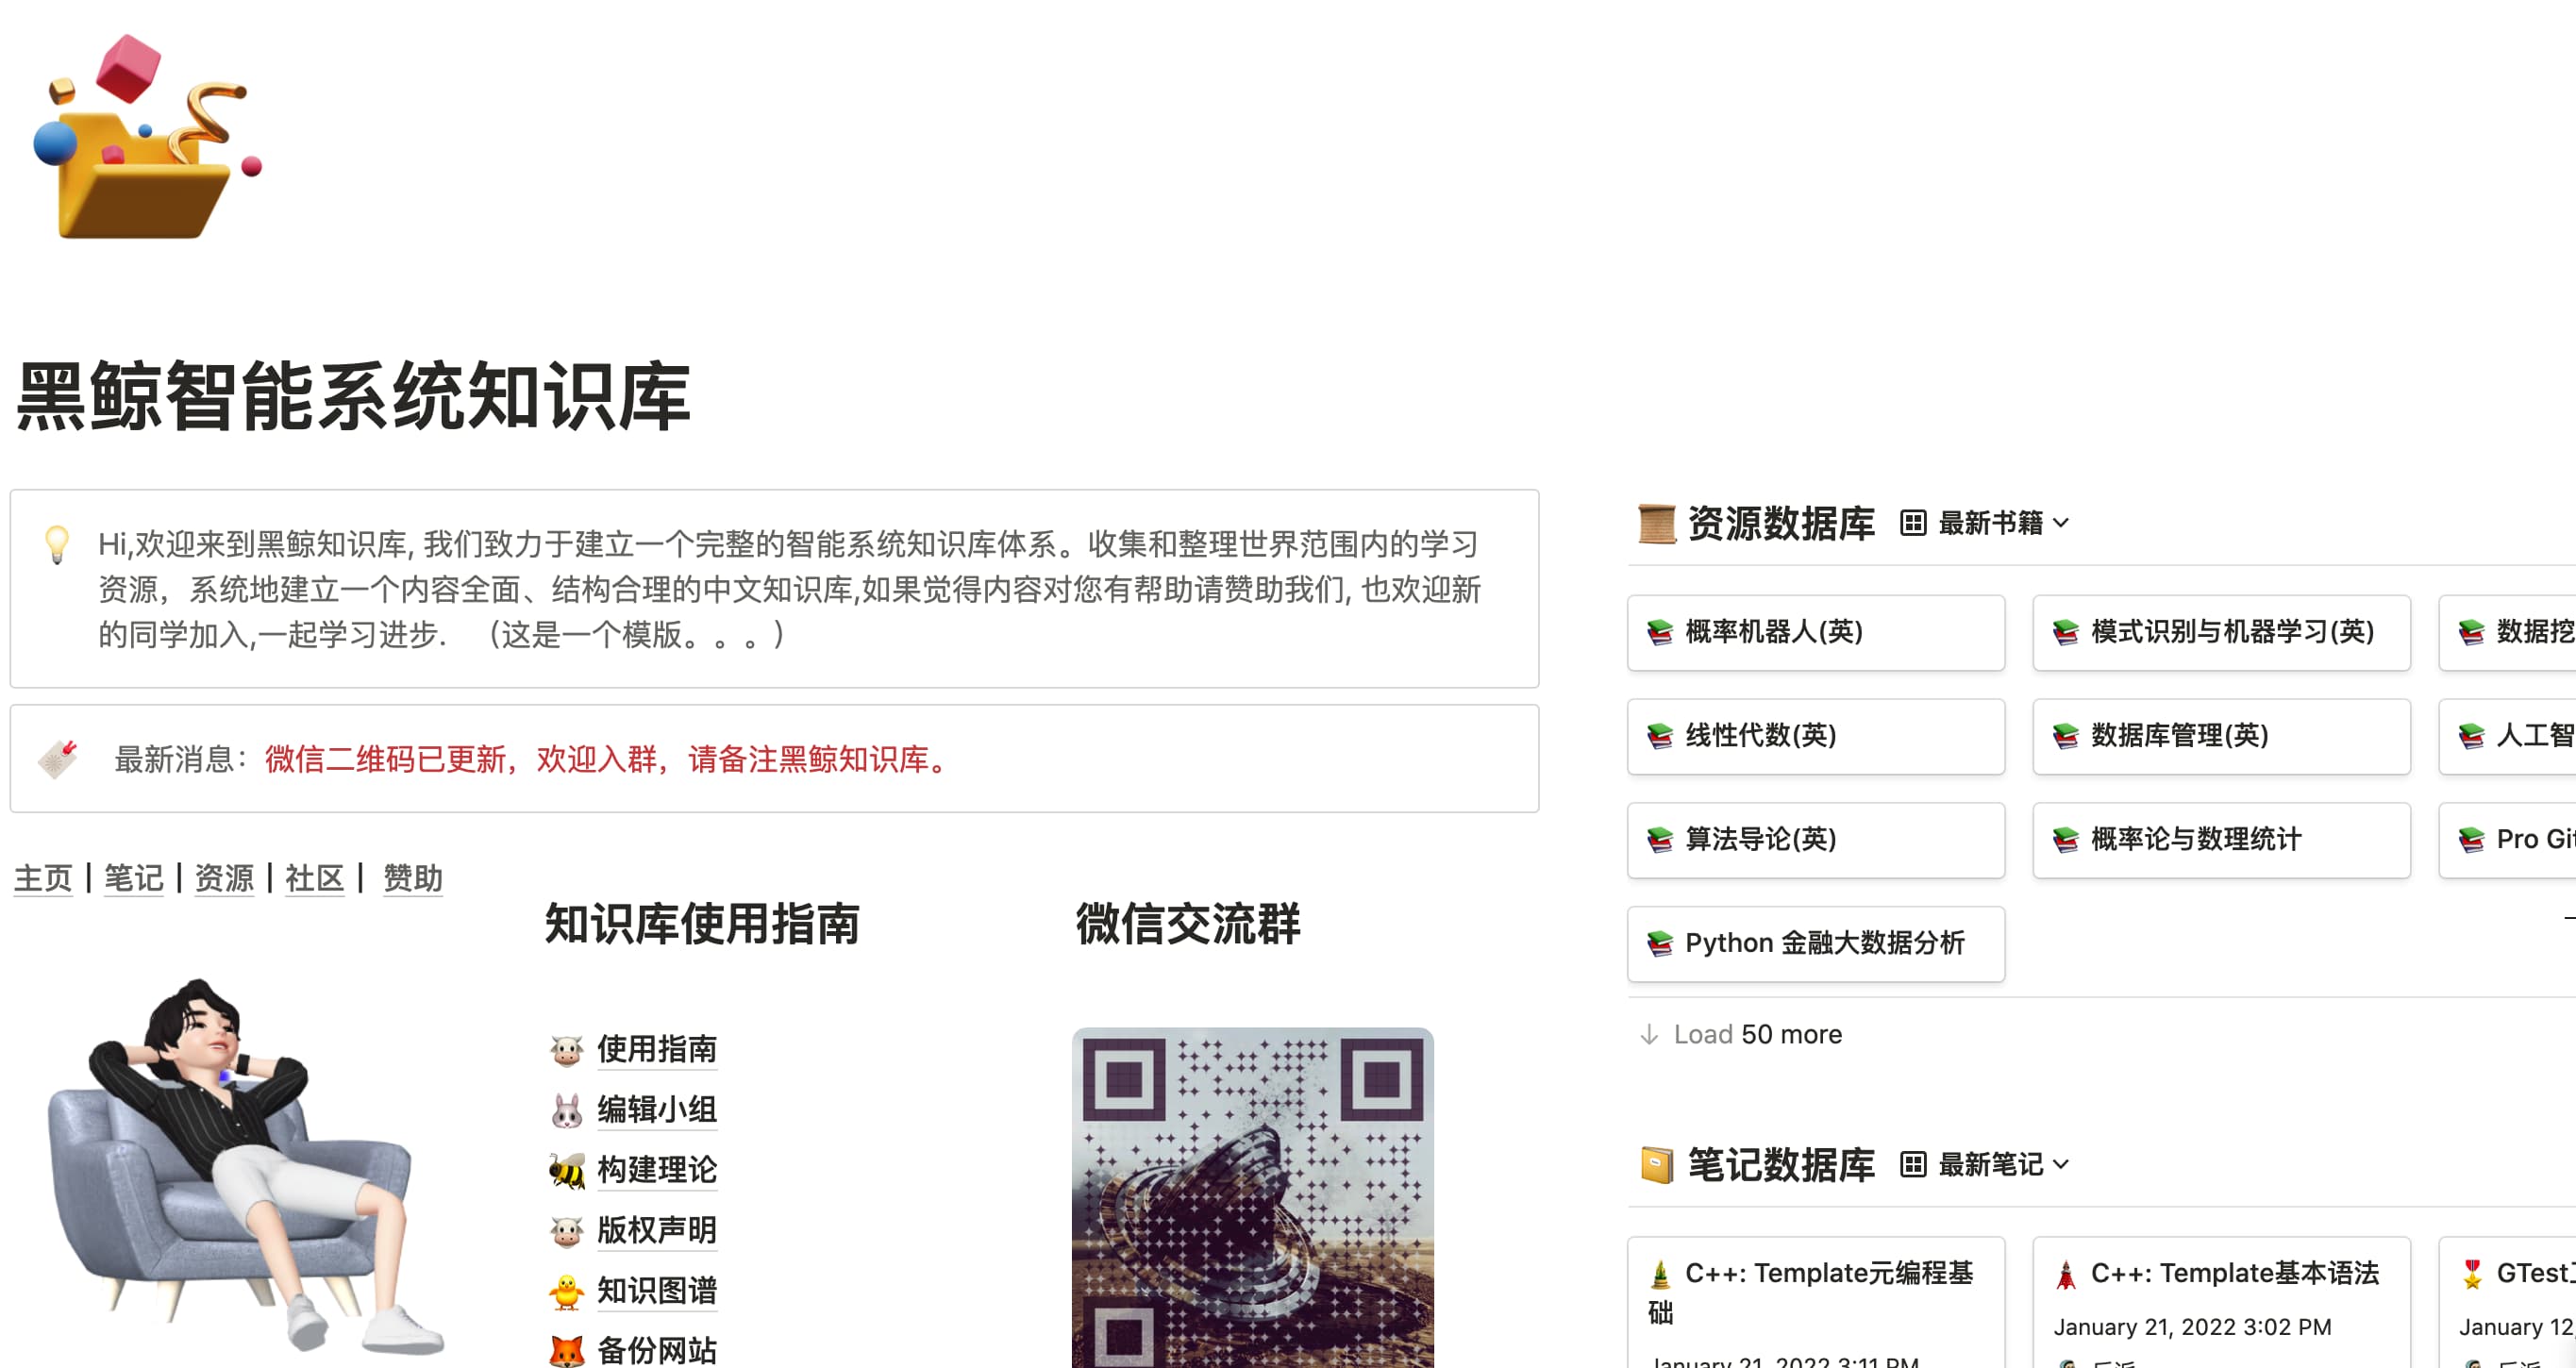 黑鲸智能系统知识库
Hi,欢迎来到黑鲸知识库, 我们致力于建立一个完整的智能系统知识库体系。收集和整理世界范围内的学习
资源，系统地建立一个内容全面、结构合理的中文知识库,如果觉得内容对您有帮助请赞助我们, 也欢迎新
的同学加入,一起学习进步. （这是一个模版。。。）
最新消息：微信二维码已更新，欢迎入群，请备注黑鲸知识库。
主页 | 笔记 | 资源 | 社区 | 赞助
知识库使用指南
使用指南
编辑小组
构建理论
版权声明
知识图谱
备份网站
微信交流群
资源数据库 最新书籍
概率机器人(英)
模式识别与机器学习(英)
数据挖
线性代数(英)
数据库管理(英)
人工智
算法导论(英)
概率论与数理统计
Pro Git
Python 金融大数据分析
Load 50 more
笔记数据库 最新笔记
C++: Template元编程基
础
January 21, 2022 3:11 PM
C++: Template基本语法
January 21, 2022 3:02 PM
GTest
January 12,